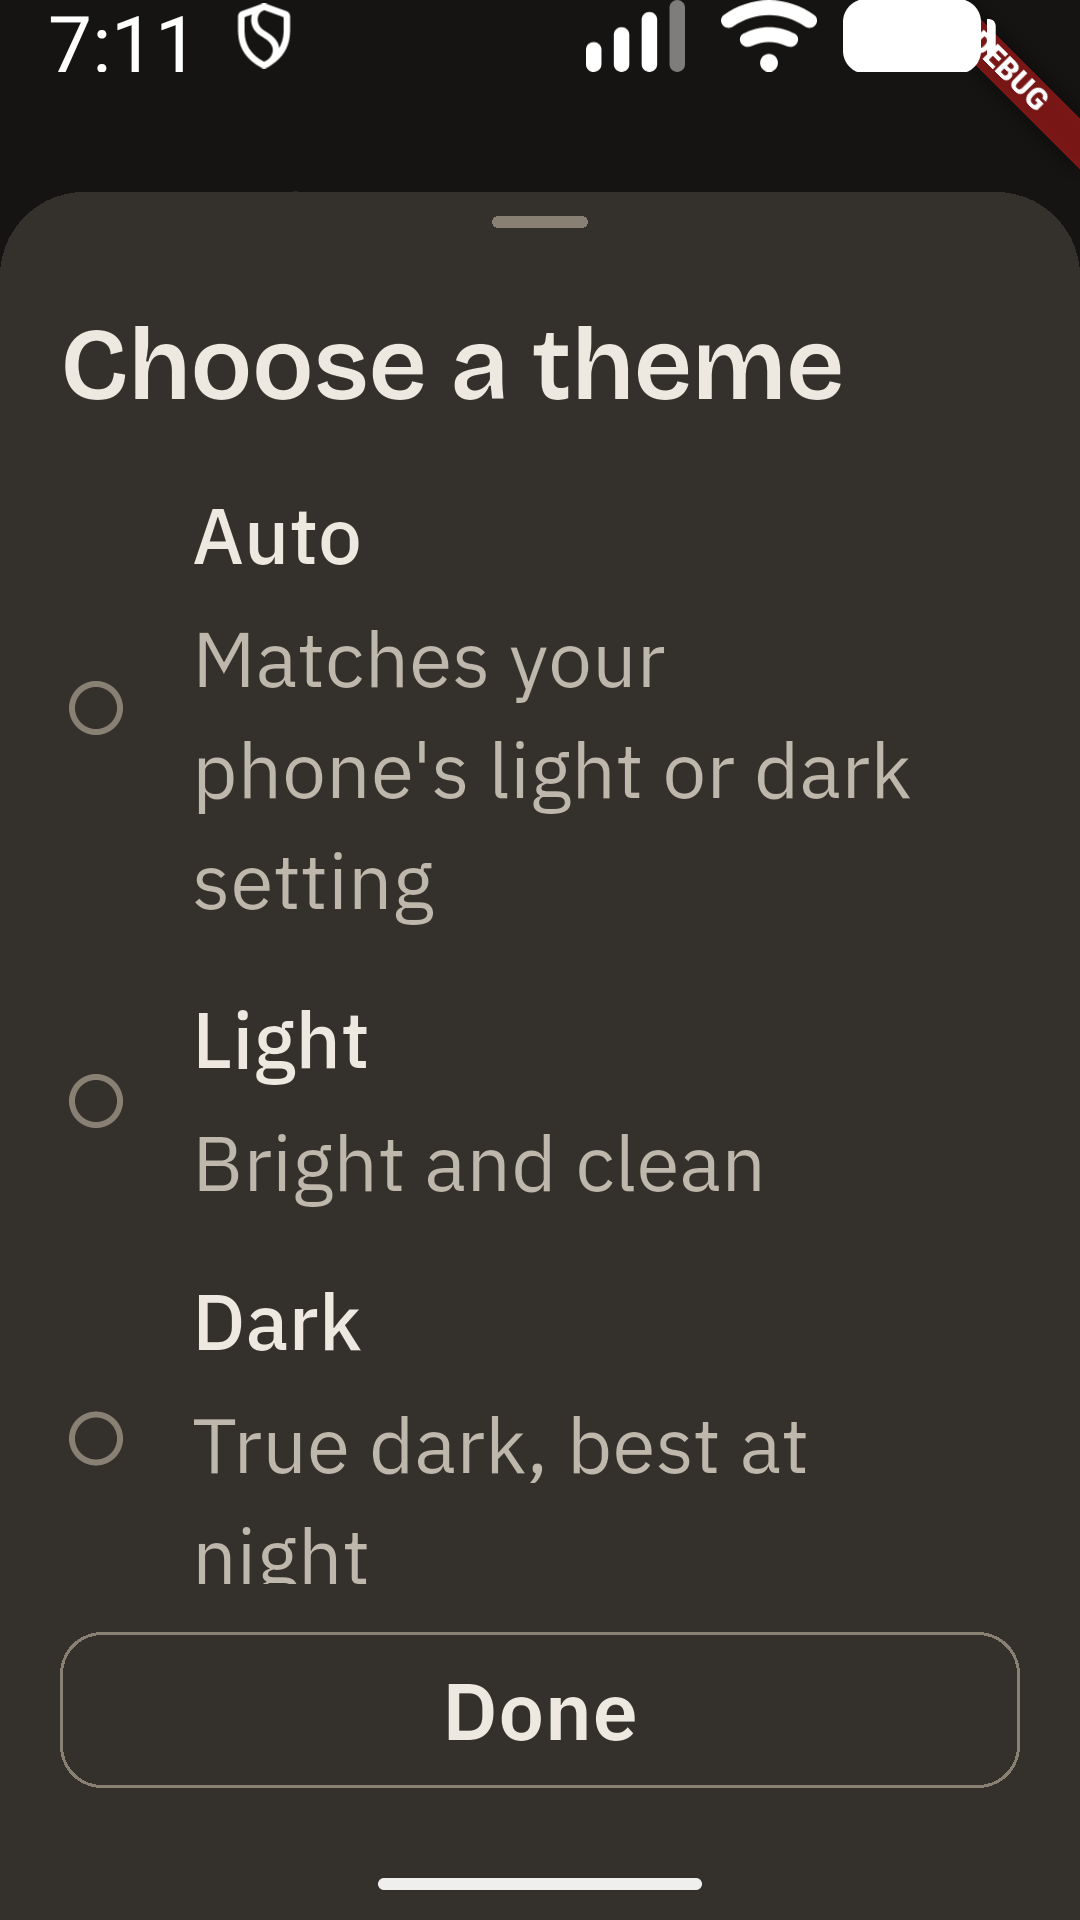 7:11
DEBUG
Choose a theme
Auto
Matches your
phone's light or dark
setting
Light
Bright and clean
Dark
True dark, best at
night
Done